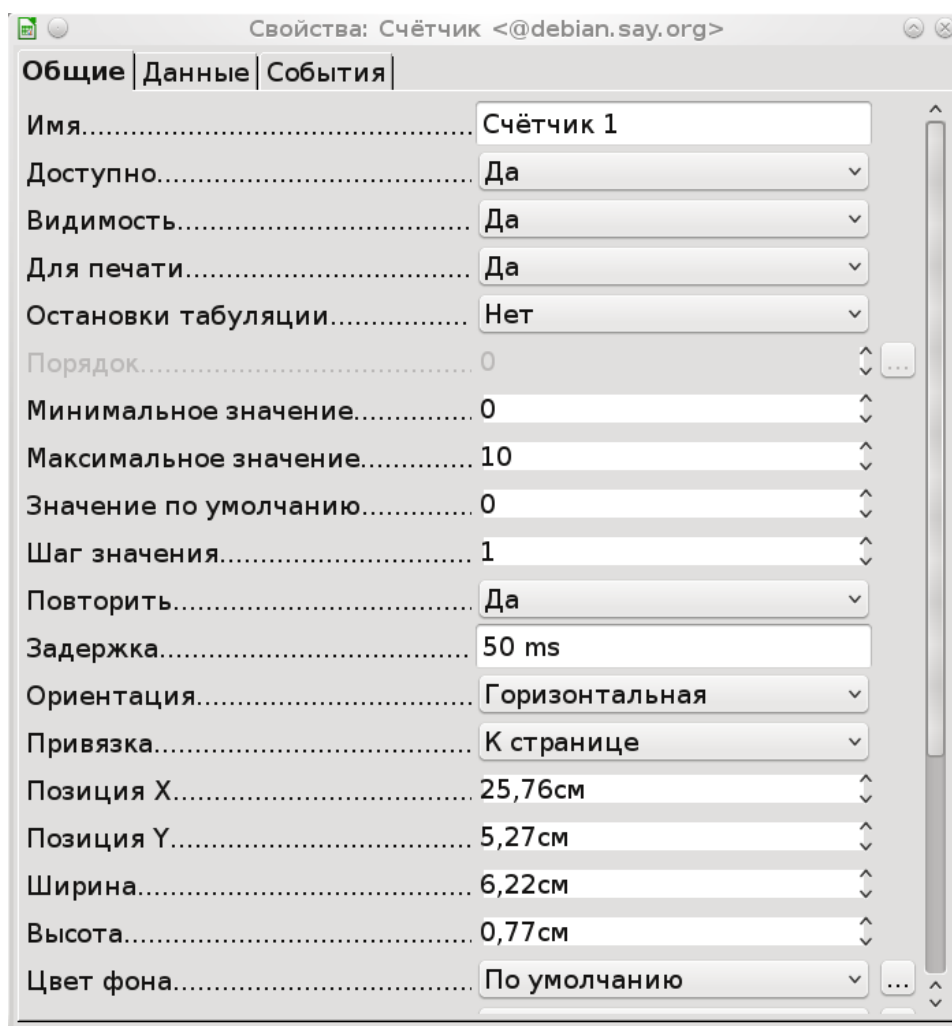 Свойства: Счётчик <@debian.say.org>
Общие Данные События
Имя........................................ Счётчик 1
Доступно................................ Да
Видимость.............................. Да
Для печати............................. Да
Остановки табуляции................. Нет
Порядок.................................. 0 ...
Минимальное значение.............. 0
Максимальное значение............. 10
Значение по умолчанию............. 0
Шаг значения........................... 1
Повторить............................... Да
Задержка................................ 50 ms
Ориентация............................. Горизонтальная
Привязка................................ К странице
Позиция X............................... 25,76см
Позиция Y............................... 5,27см
Ширина................................... 6,22см
Высота................................... 0,77см
Цвет фона............................... По умолчанию ...